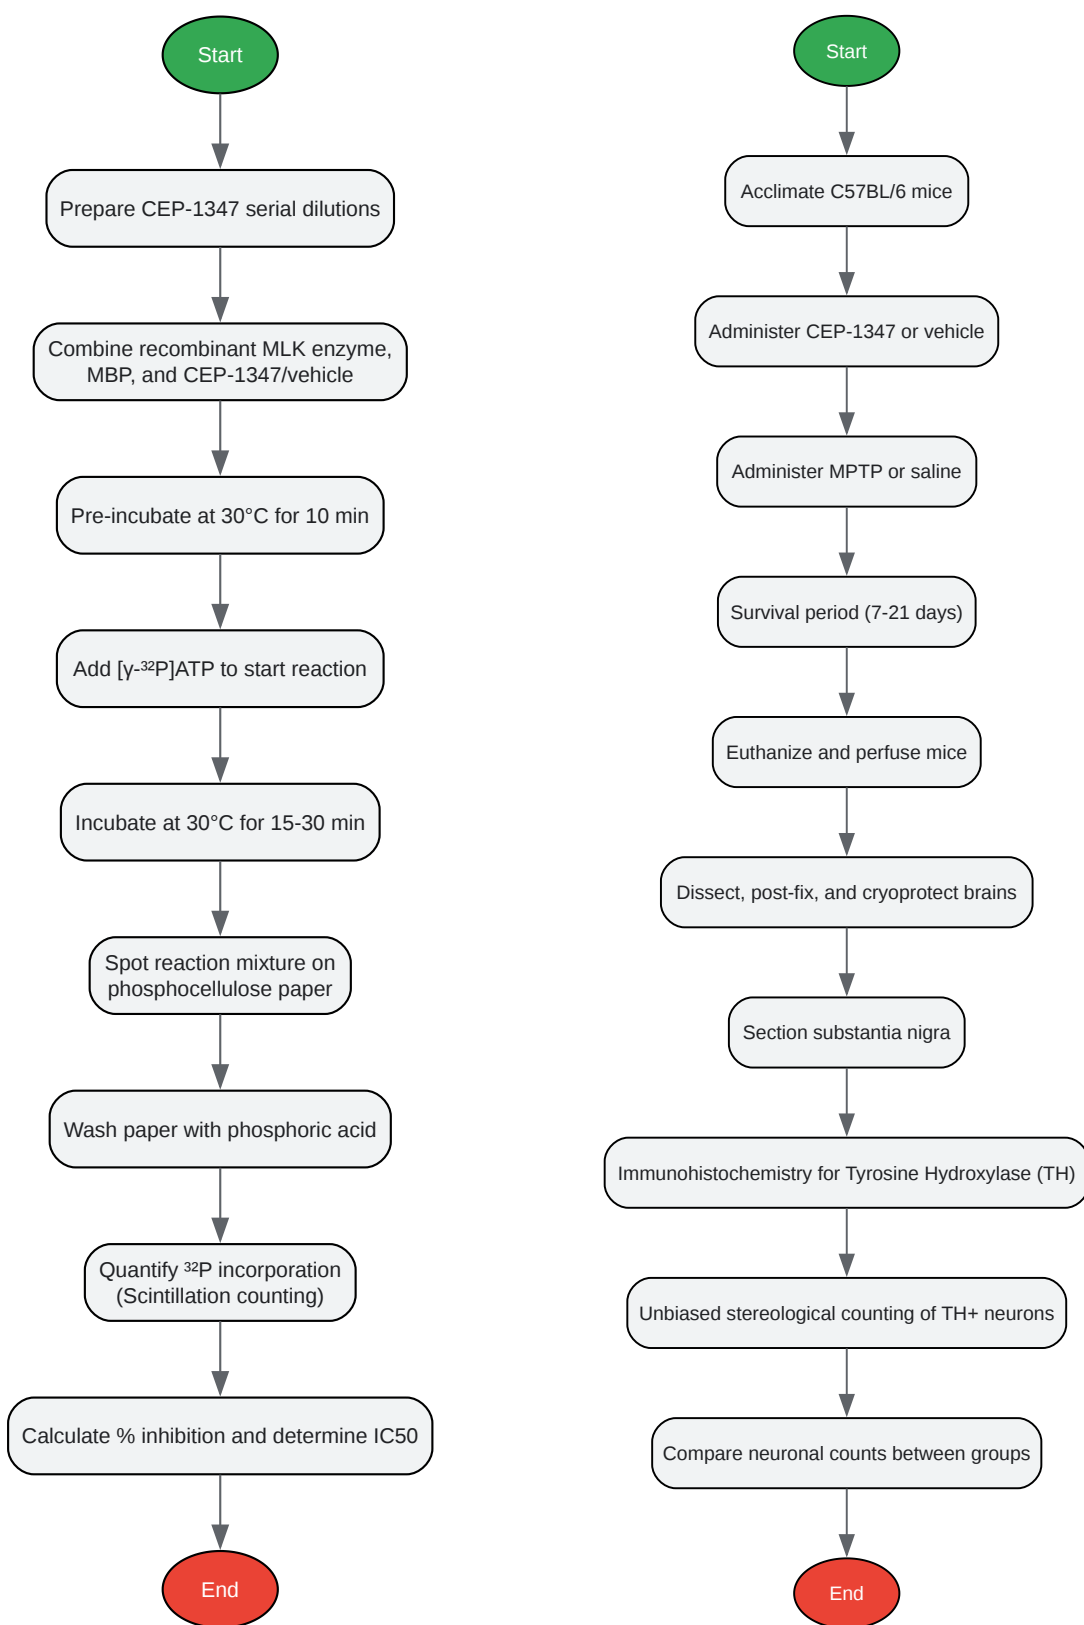 Start
Prepare CEP-1347 serial dilutions
Combine recombinant MLK enzyme,
MBP, and CEP-1347/vehicle
Pre-incubate at 30°C for 10 min
Add [γ-³²P]ATP to start reaction
Incubate at 30°C for 15-30 min
Spot reaction mixture on
phosphocellulose paper
Wash paper with phosphoric acid
Quantify ³²P incorporation
(Scintillation counting)
Calculate % inhibition and determine IC50
End
Start
Acclimate C57BL/6 mice
Administer CEP-1347 or vehicle
Administer MPTP or saline
Survival period (7-21 days)
Euthanize and perfuse mice
Dissect, post-fix, and cryoprotect brains
Section substantia nigra
Immunohistochemistry for Tyrosine Hydroxylase (TH)
Unbiased stereological counting of TH+ neurons
Compare neuronal counts between groups
End